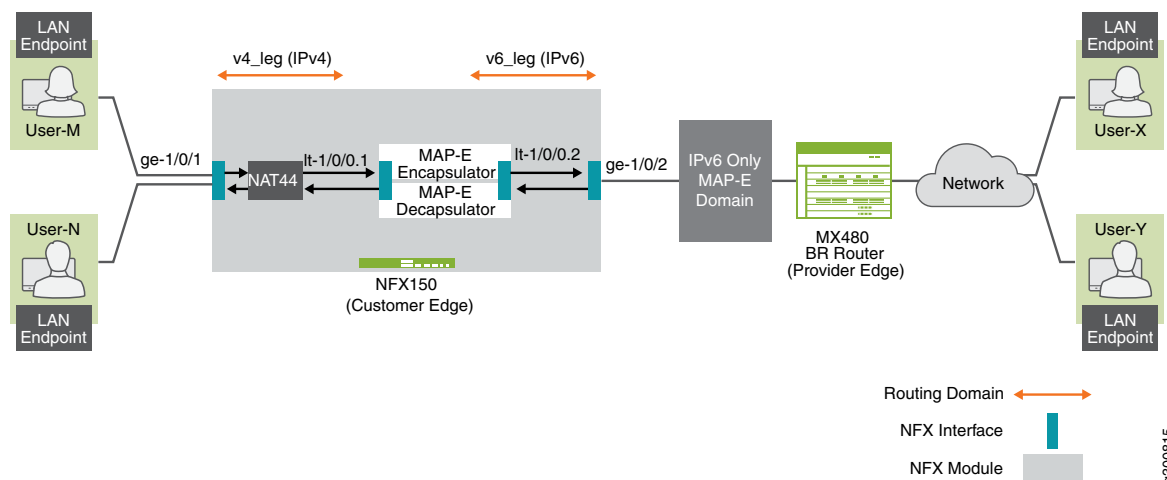 LAN
Endpoint
User-M
User-N
LAN
Endpoint
v4_leg (IPv4)
v6_leg (IPv6)
ge-1/0/1
NAT44
lt-1/0/0.1
MAP-E
Encapsulator
MAP-E
Decapsulator
lt-1/0/0.2
ge-1/0/2
NFX150
(Customer Edge)
IPv6 Only
MAP-E
Domain
MX480
BR Router
(Provider Edge)
Network
LAN
Endpoint
User-X
User-Y
LAN
Endpoint
Routing Domain
NFX Interface
NFX Module